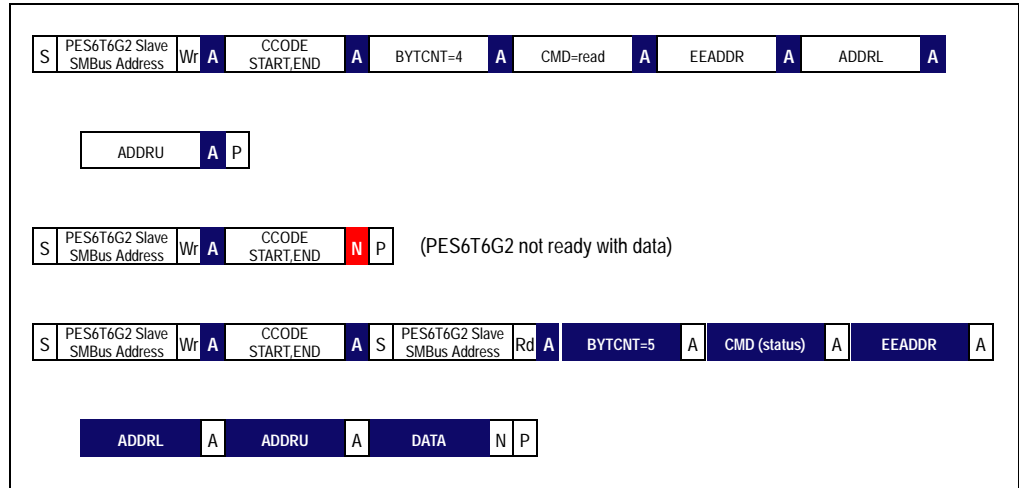 S PES6T6G2 Slave SMBus Address Wr A CCODE START,END A BYTCNT=4 A CMD=read A EEADDR A ADDRL A
ADDRU A P
S PES6T6G2 Slave SMBus Address Wr A CCODE START,END N P (PES6T6G2 not ready with data)
S PES6T6G2 Slave SMBus Address Wr A CCODE START,END A S PES6T6G2 Slave SMBus Address Rd A BYTCNT=5 A CMD (status) A EEADDR A
ADDRL A ADDRU A DATA N P